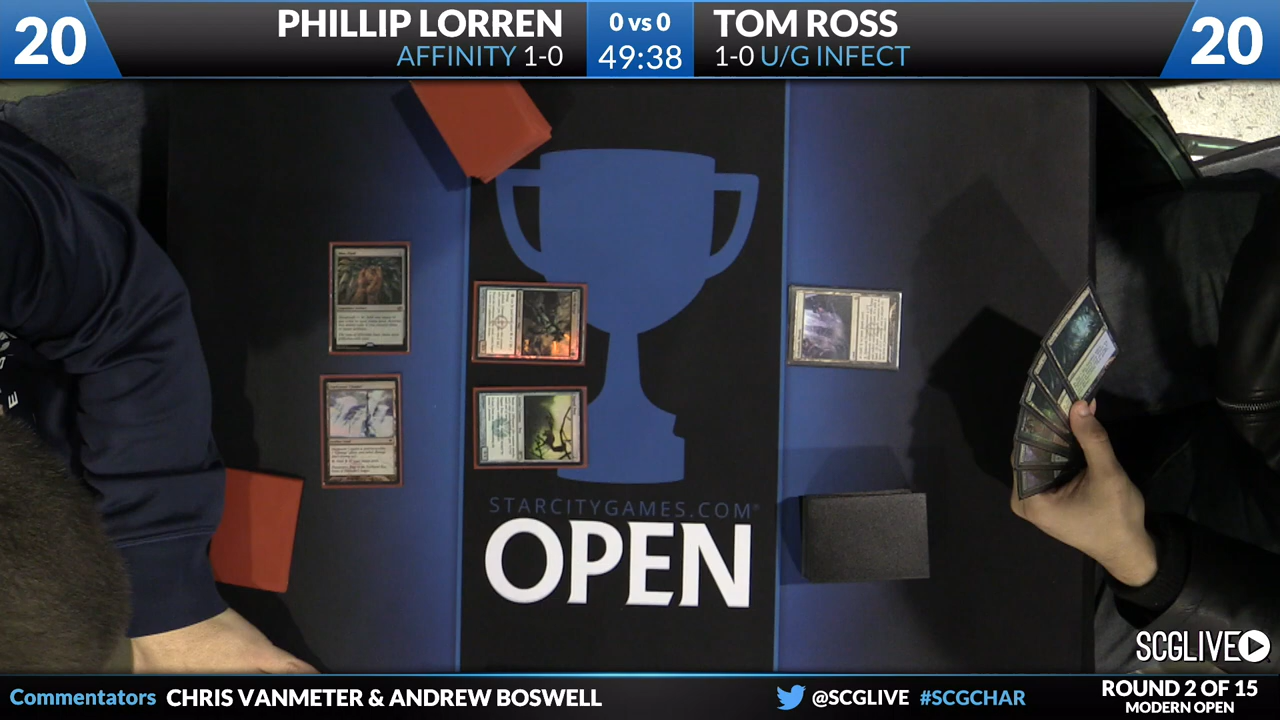 20
PHILLIP LORREN
AFFINITY 1-0
0 vs 0
49:38
TOM ROSS
1-0 U/G INFECT
20
STARCITYGAMES.COM®
OPEN
SCGLIVE
Commentators CHRIS VANMETER & ANDREW BOSWELL
@SCGLIVE #SCGCHAR
ROUND 2 OF 15
MODERN OPEN